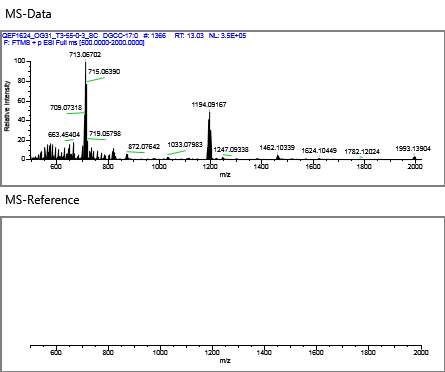 MS-Data
QEF1624_OG31_T3-55-0-3_SC DGCC-17:0 #: 1366 RT: 13.03 NL: 3.5E+05
F: FTMS + p ESI Full ms [500.0000-2000.0000]
713.06702
100
715.06390
80
Relative Intensity
709.07318
1194.09167
60
40
663.45404
719.05798
20
872.07642
1033.07983
1247.09338
1462.10339
1624.10449
1782.12024
1993.13904
0
600 800 1000 1200 1400 1600 1800 2000
m/z
MS-Reference
600 800 1000 1200 1400 1600 1800 2000
m/z